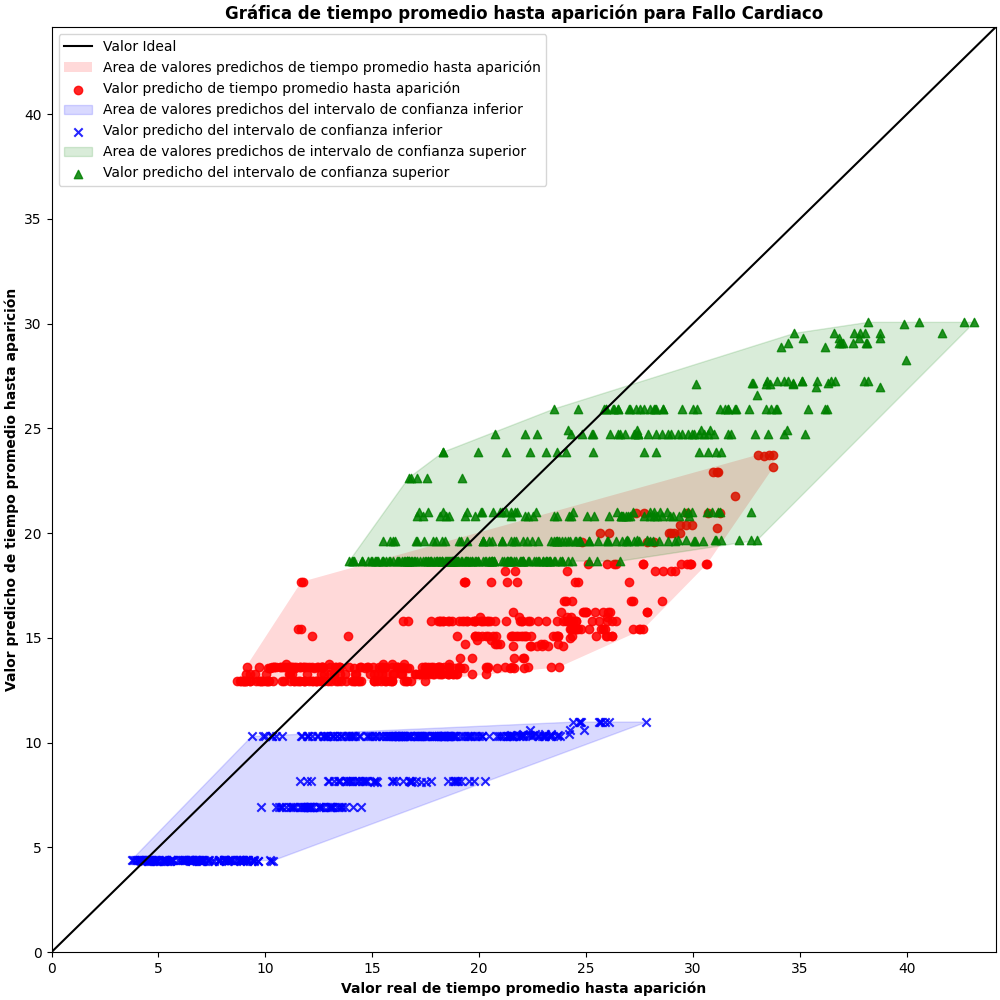 Gráfica de tiempo promedio hasta aparición para Fallo Cardiaco
Valor Ideal
Area de valores predichos de tiempo promedio hasta aparición
Valor predicho de tiempo promedio hasta aparición
Area de valores predichos del intervalo de confianza inferior
Valor predicho del intervalo de confianza inferior
Area de valores predichos de intervalo de confianza superior
Valor predicho del intervalo de confianza superior
Valor predicho de tiempo promedio hasta aparición
40
35
30
25
20
15
10
5
0
0 5 10 15 20 25 30 35 40
Valor real de tiempo promedio hasta aparición